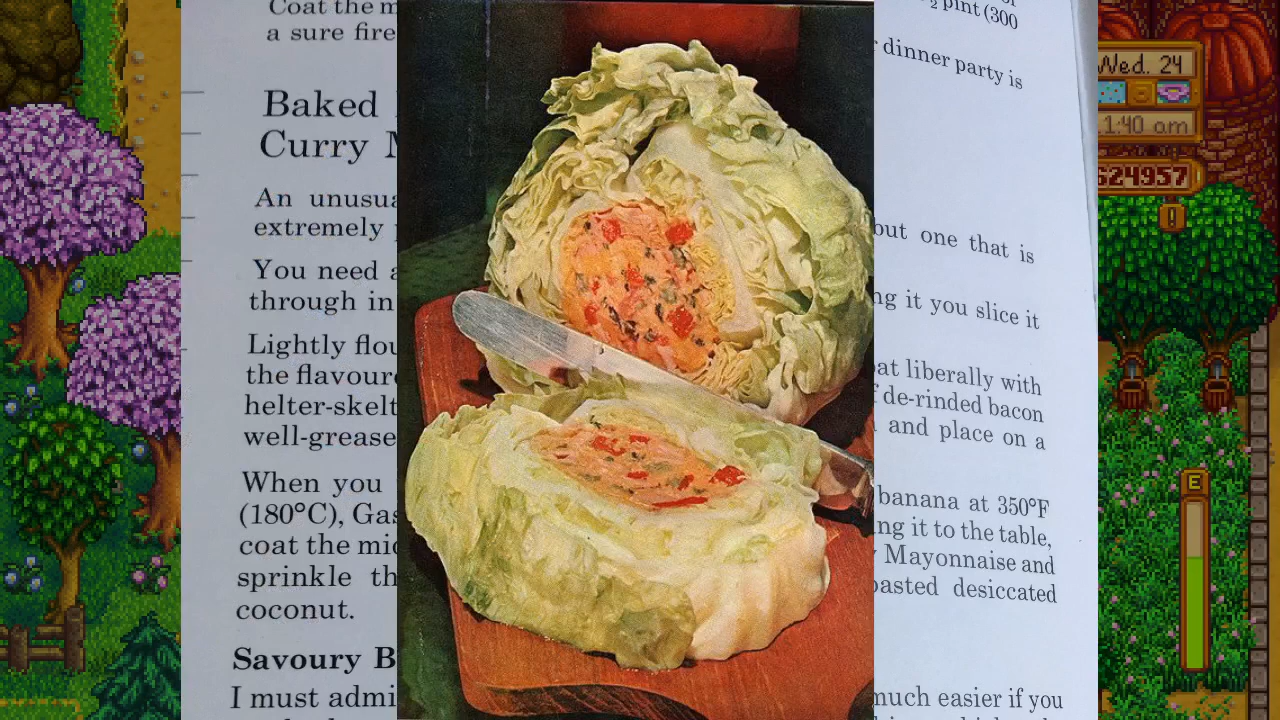 Coat the m
a sure fire
Baked
Curry
An unusua
extremely
You need a
through in
Lightly flou
the flavoure
helter-skelt
well-grease
When you
(180°C), Gas
coat the mic
sprinkle th
coconut.
Savoury B
I must admi
pint (300
dinner party is
but one that is
ng it you slice it
oat liberally with
f de-rinded bacon
and place on a
banana at 350°F
ng it to the table,
Mayonnaise and
oasted desiccated
much easier if you
Wed. 24
1:40 am
624957
E